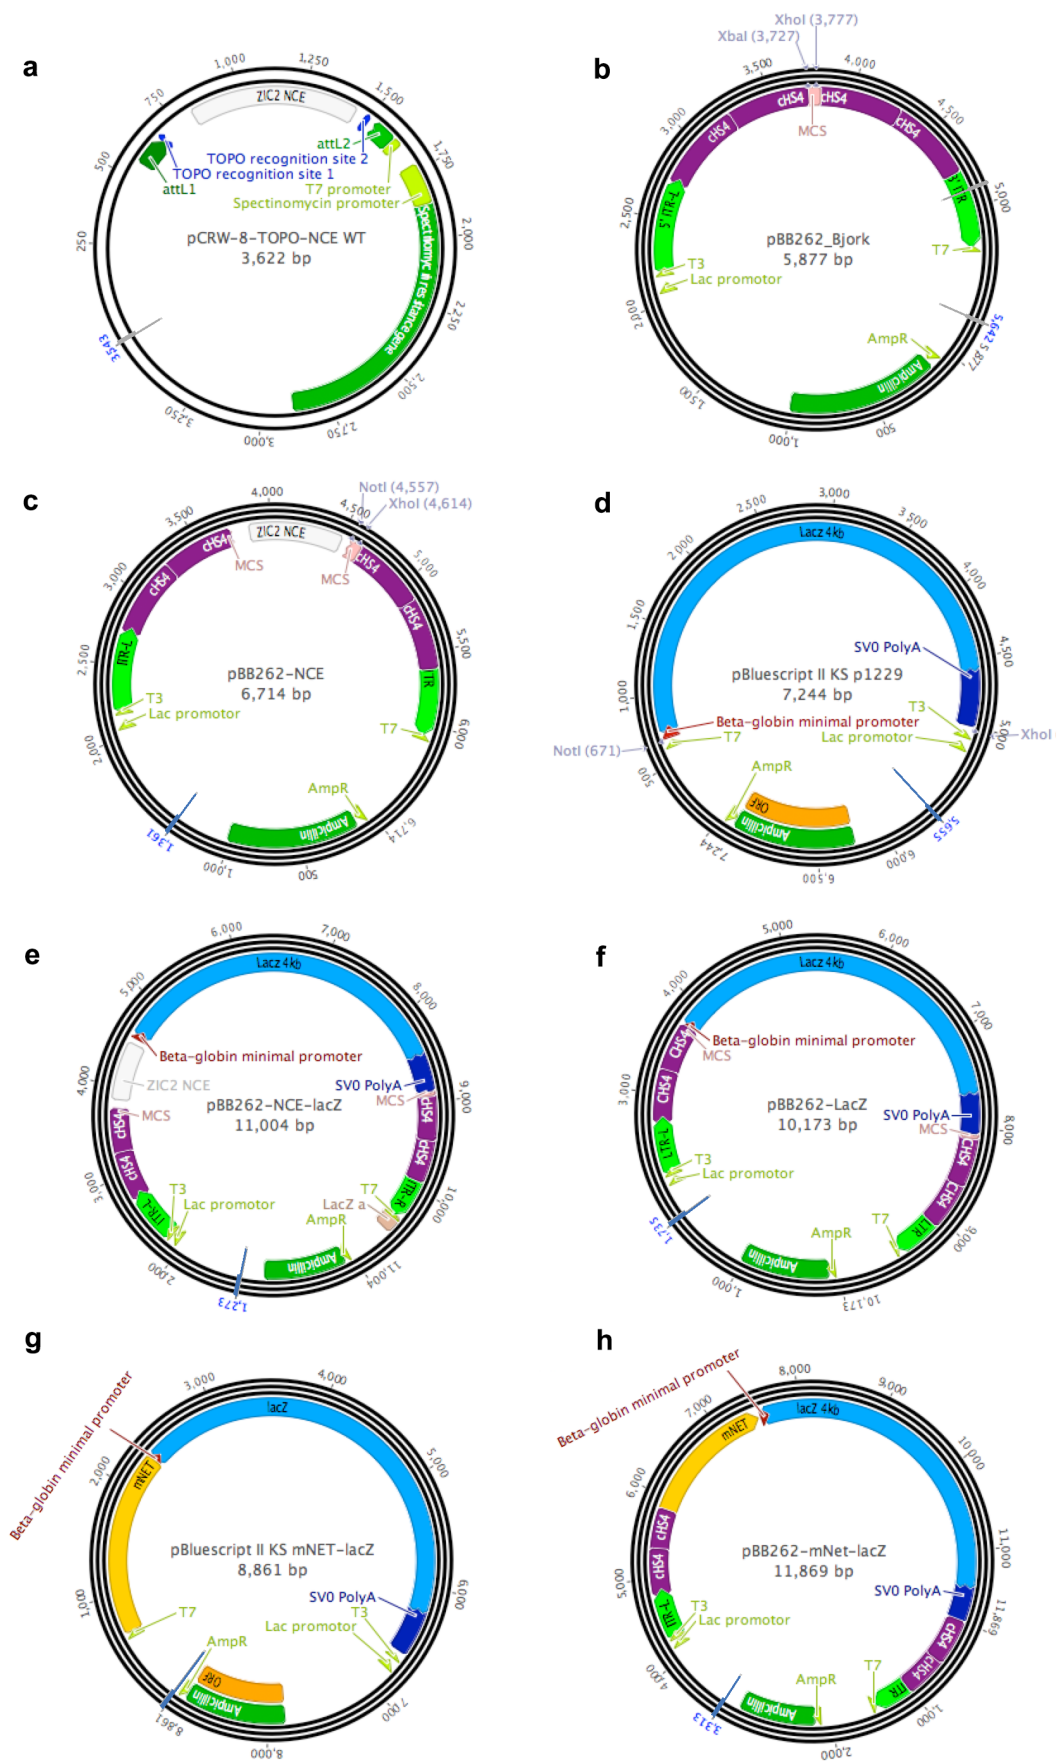 a
1,000
1,250
1,500
1,750
2,000
2,250
2,500
2,750
3,000
3,250
3543
250
500
750
ZIC2 NCE
attL2
TOPO recognition site 2
TOPO recognition site 1
attL1
T7 promoter
Spectinomycin promoter
Spectinomycin resistance gene
pCRW-8-TOPO-NCE WT
3,622 bp
b
XhoI (3,777)
XbaI (3,727)
3,500
4,000
4,500
5,000
5,642
5,877
500
1,000
1,500
2,000
2,500
3,000
cHS4
cHS4
MCS
cHS4
cHS4
5' ITR-L
3' ITR
T7
T3
Lac promotor
pBB262_Bjork
5,877 bp
AmpR
Ampicillin
c
NotI (4,557)
XhoI (4,614)
4,000
4,500
5,000
5,500
6,000
6,714
500
1,000
1,361
2,000
2,500
3,000
3,500
ZIC2 NCE
cHS4
cHS4
MCS
MCS
cHS4
cHS4
ITR-L
ITR
T3
Lac promotor
T7
pBB262-NCE
6,714 bp
AmpR
Ampicillin
d
2,500
3,000
3,500
4,000
4,500
5,000
XhoI
5,655
6,000
6,500
7,244
500
NotI (671)
1,000
1,500
2,000
Lacz 4kb
SV0 PolyA
pBluescript II KS p1229
7,244 bp
T3
Beta-globin minimal promoter
T7
Lac promotor
AmpR
ORF
Ampicillin
e
6,000
7,000
8,000
9,000
10,000
11,004
1,273
2,000
3,000
4,000
5,000
Lacz 4kb
Beta-globin minimal promoter
ZIC2 NCE
SV0 PolyA
MCS
MCS
pBB262-NCE-lacZ
11,004 bp
cHS4
cHS4
cHS4
cHS4
ITR-L
ITR-R
T3
Lac promotor
T7
LacZ a
AmpR
Ampicillin
f
5,000
6,000
7,000
8,000
9,000
10,173
1,000
1,735
3,000
4,000
Lacz 4kb
Beta-globin minimal promoter
MCS
CHS4
CHS4
LTR-L
pBB262-LacZ
10,173 bp
SV0 PolyA
MCS
CHS4
CHS4
LTR
T3
Lac promotor
T7
AmpR
Ampicillin
g
Beta-globin minimal promoter
3,000
4,000
5,000
6,000
7,000
8,000
8,861
1,000
2,000
lacZ
mNET
pBluescript II KS mNET-lacZ
8,861 bp
SV0 PolyA
T3
Lac promotor
T7
AmpR
ORF
Ampicillin
h
Beta-globin minimal promoter
8,000
9,000
10,000
11,000
11,869
1,000
2,000
3,313
4,000
5,000
6,000
7,000
lacZ 4kb
mNET
cHS4
cHS4
ITR-L
pBB262-mNet-lacZ
11,869 bp
SV0 PolyA
cHS4
cHS4
ITR
T3
Lac promotor
T7
AmpR
Ampicillin